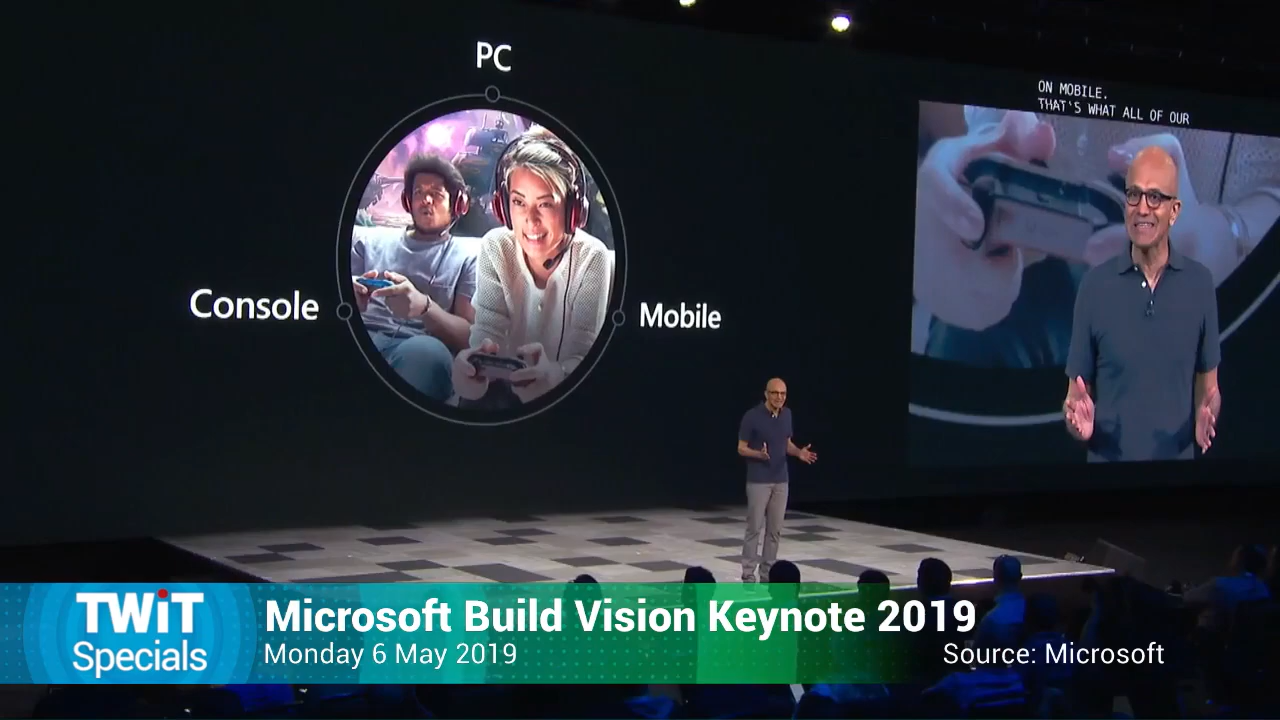 PC
ON MOBILE.
THAT'S WHAT ALL OF OUR
Console
Mobile
TWiT
Specials
Microsoft Build Vision Keynote 2019
Monday 6 May 2019
Source: Microsoft